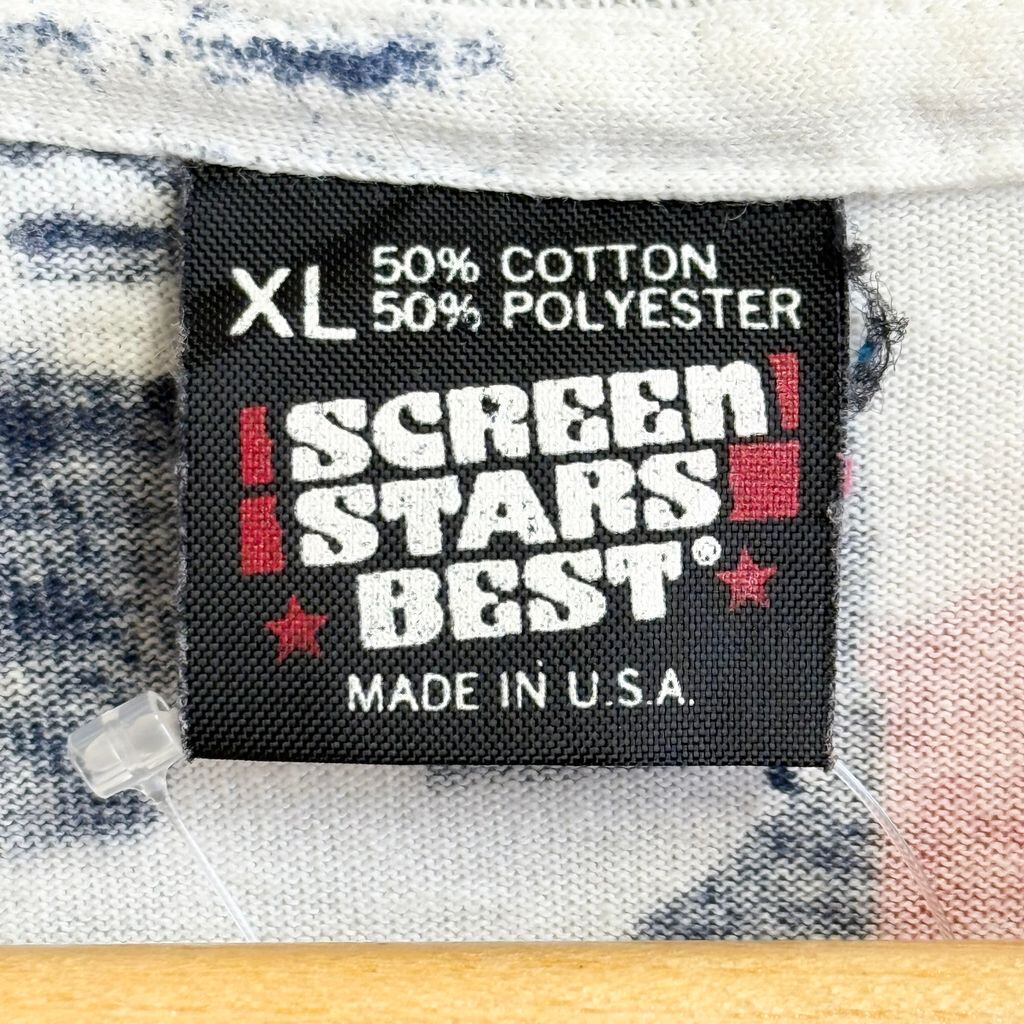 XL
50% COTTON
50% POLYESTER
SCREEN
STARS
BEST®
MADE IN U.S.A.